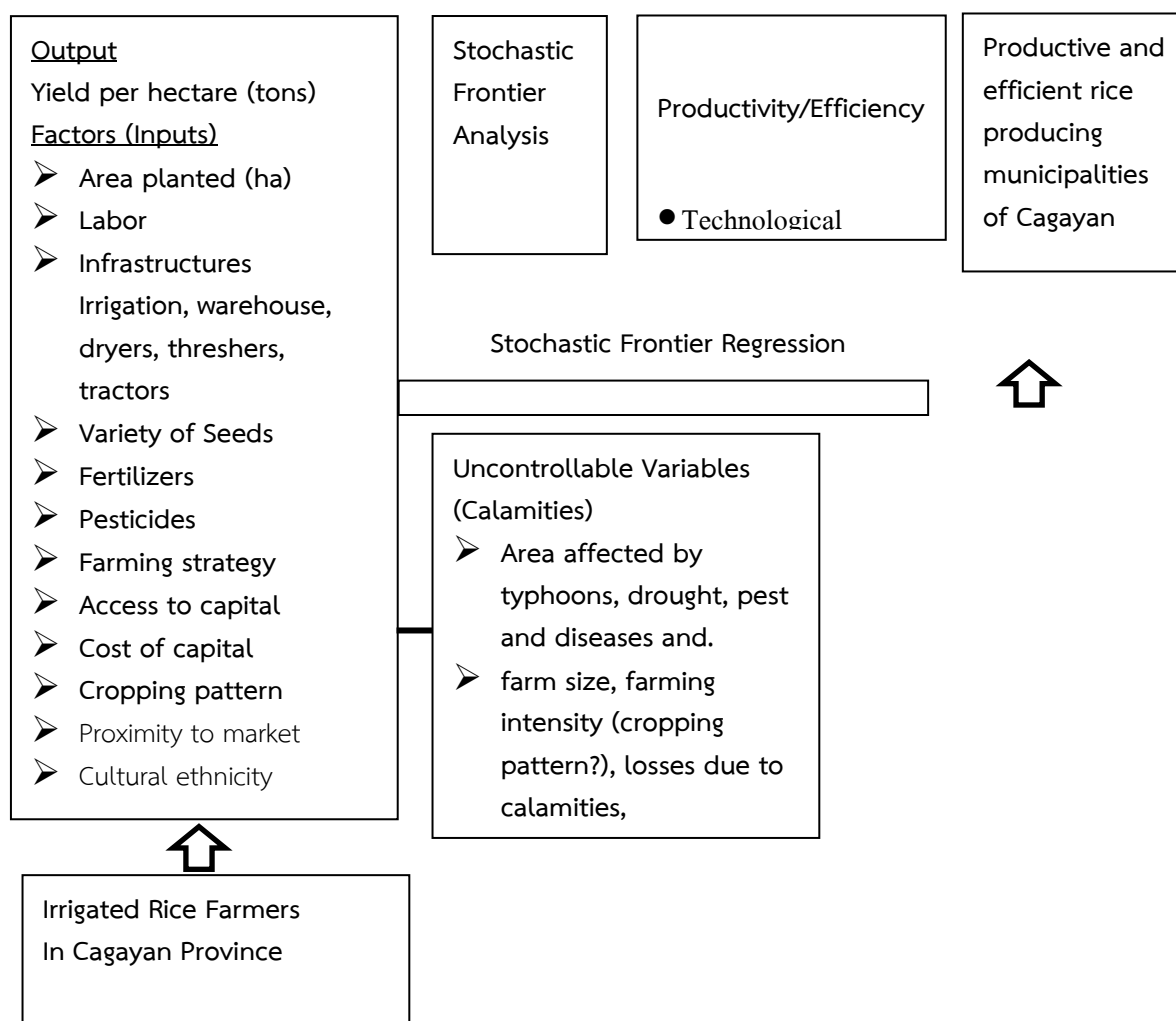 Output
Yield per hectare (tons)
Factors (Inputs)
➢ Area planted (ha)
➢ Labor
➢ Infrastructures
Irrigation, warehouse,
dryers, threshers,
tractors
➢ Variety of Seeds
➢ Fertilizers
➢ Pesticides
➢ Farming strategy
➢ Access to capital
➢ Cost of capital
➢ Cropping pattern
➢ Proximity to market
➢ Cultural ethnicity
Stochastic
Frontier
Analysis
Productivity/Efficiency
● Technological
Productive and
efficient rice
producing
municipalities
of Cagayan
Stochastic Frontier Regression
Uncontrollable Variables
(Calamities)
➢ Area affected by
typhoons, drought, pest
and diseases and.
➢ farm size, farming
intensity (cropping
pattern?), losses due to
calamities,
Irrigated Rice Farmers
In Cagayan Province